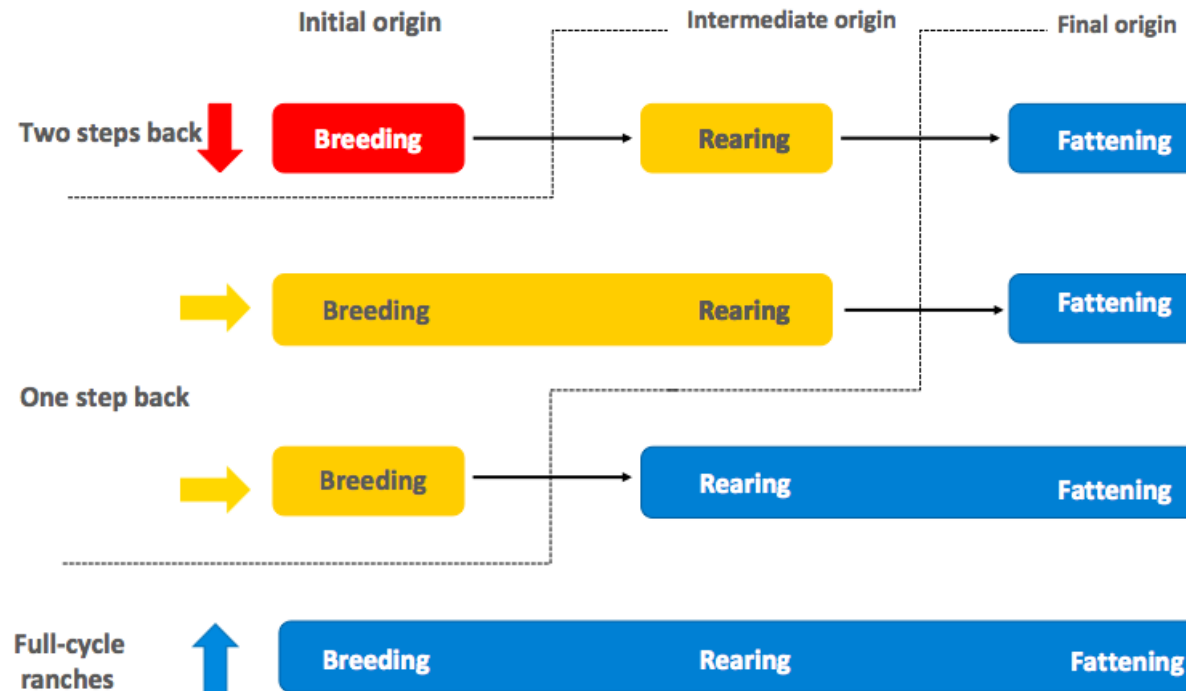 Initial origin
Intermediate origin
Final origin
Two steps back
Breeding
Rearing
Fattening
Breeding
Rearing
Fattening
One step back
Breeding
Rearing
Fattening
Full-cycle
ranches
Breeding
Rearing
Fattening